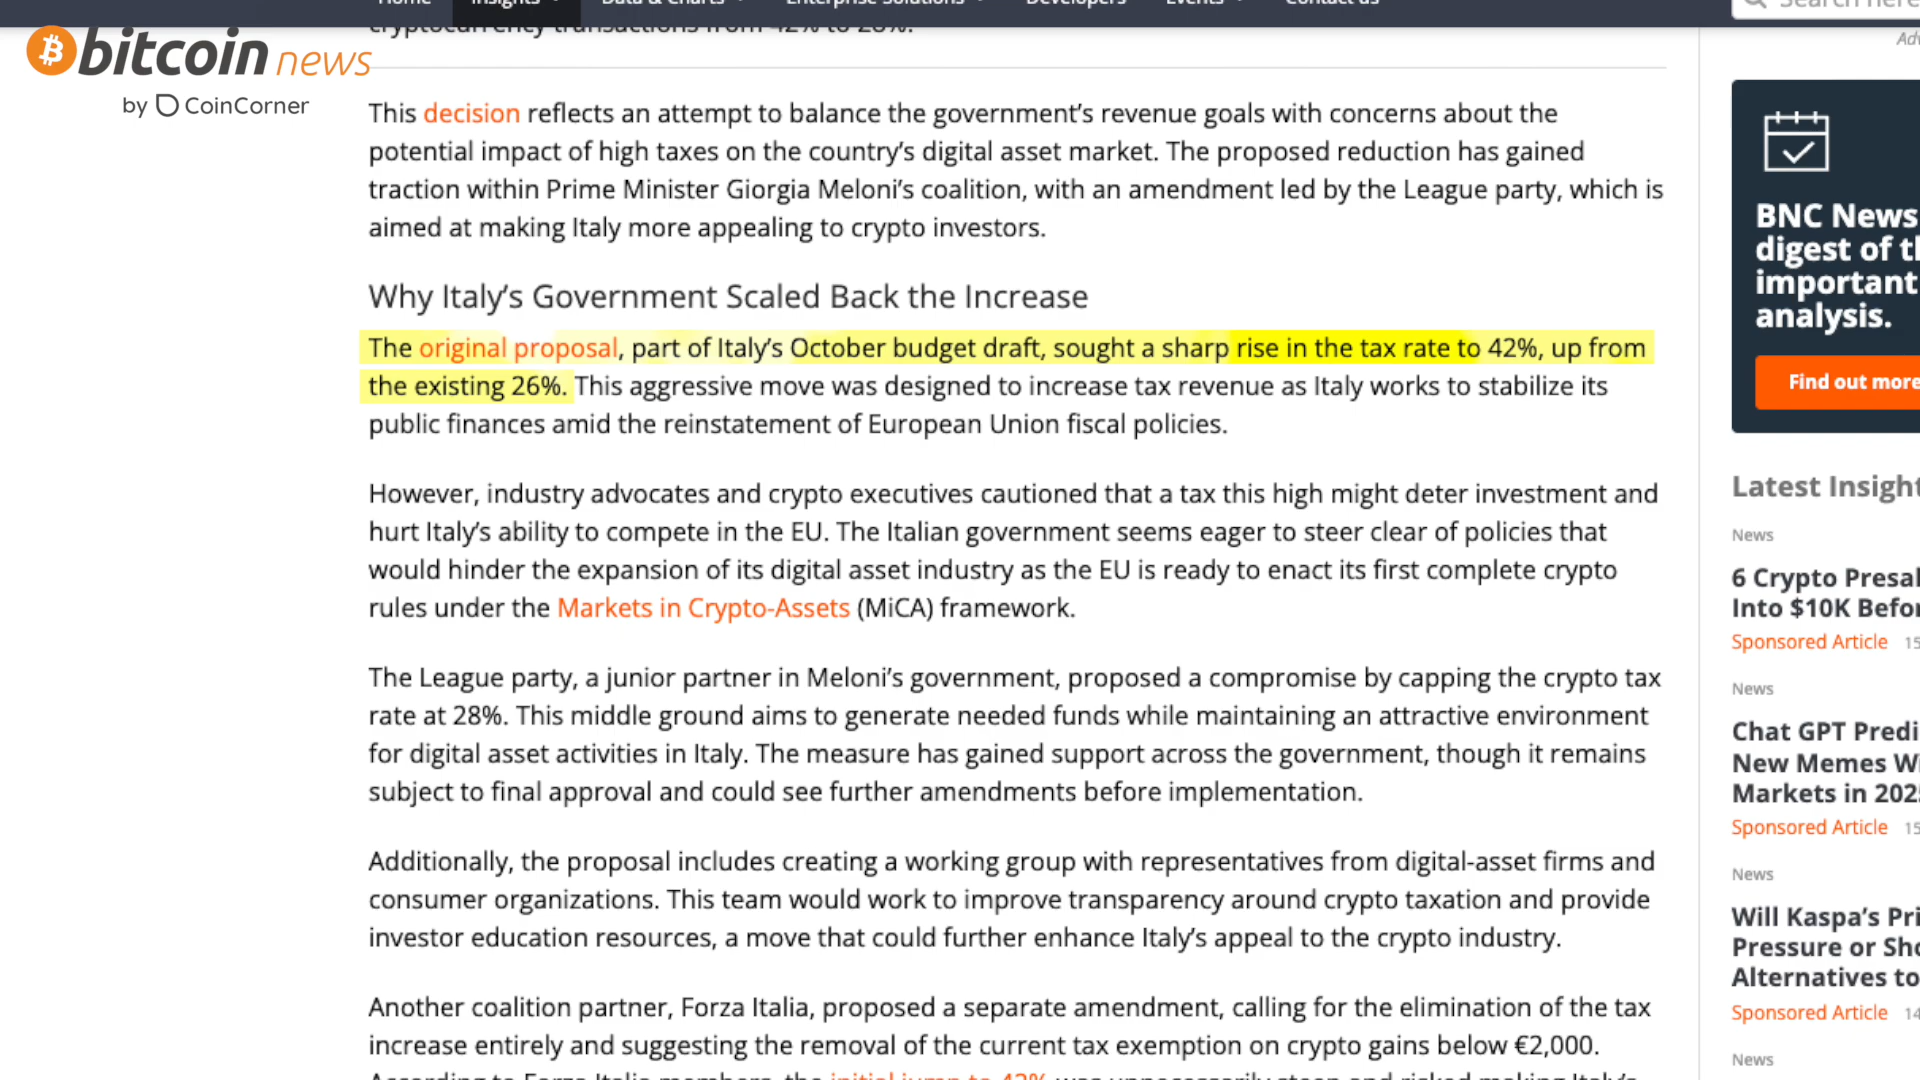 Home Insights Data & Charts Enterprise Solutions Developers Events Contact us
Search here
bitcoin news
by CoinCorner
cryptocurrency transactions from 42% to 28%.
This decision reflects an attempt to balance the government's revenue goals with concerns about the
potential impact of high taxes on the country's digital asset market. The proposed reduction has gained
traction within Prime Minister Giorgia Meloni's coalition, with an amendment led by the League party, which is
aimed at making Italy more appealing to crypto investors.
Why Italy's Government Scaled Back the Increase
The original proposal, part of Italy's October budget draft, sought a sharp rise in the tax rate to 42%, up from
the existing 26%. This aggressive move was designed to increase tax revenue as Italy works to stabilize its
public finances amid the reinstatement of European Union fiscal policies.
However, industry advocates and crypto executives cautioned that a tax this high might deter investment and
hurt Italy's ability to compete in the EU. The Italian government seems eager to steer clear of policies that
would hinder the expansion of its digital asset industry as the EU is ready to enact its first complete crypto
rules under the Markets in Crypto-Assets (MiCA) framework.
The League party, a junior partner in Meloni's government, proposed a compromise by capping the crypto tax
rate at 28%. This middle ground aims to generate needed funds while maintaining an attractive environment
for digital asset activities in Italy. The measure has gained support across the government, though it remains
subject to final approval and could see further amendments before implementation.
Additionally, the proposal includes creating a working group with representatives from digital-asset firms and
consumer organizations. This team would work to improve transparency around crypto taxation and provide
investor education resources, a move that could further enhance Italy's appeal to the crypto industry.
Another coalition partner, Forza Italia, proposed a separate amendment, calling for the elimination of the tax
increase entirely and suggesting the removal of the current tax exemption on crypto gains below €2,000.
According to Forza Italia members, the initial jump to 42% was unnecessarily steep and risked making Italy's
BNC News
digest of
important
analysis.
Find out more
Latest Insight
News
6 Crypto Presal
Into $10K Befor
Sponsored Article 15
News
Chat GPT Predi
New Memes W
Markets in 202
Sponsored Article 15
News
Will Kaspa's Pri
Pressure or Sho
Alternatives to
Sponsored Article 14
News